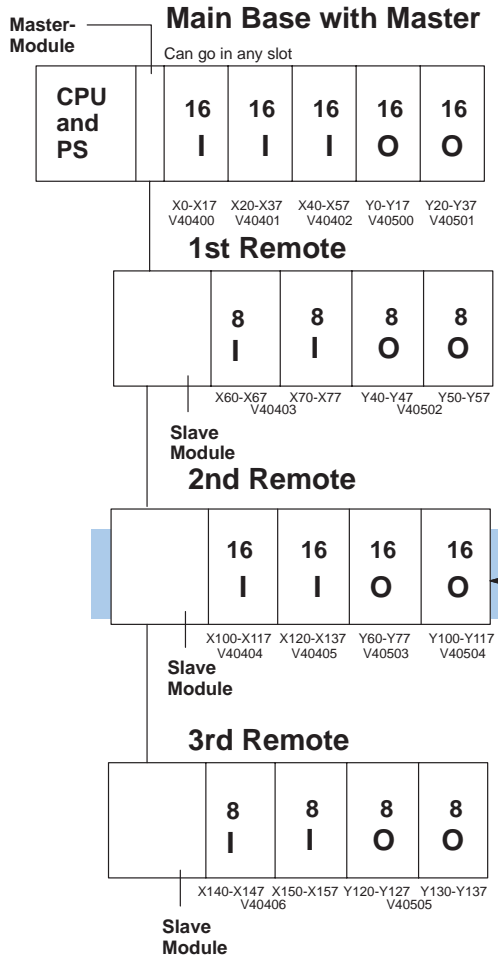 Main Base with Master
Master-
Module
Can go in any slot
CPU
and
PS
16 16 16 16 16
I I I O O
X0-X17 X20-X37 X40-X57 Y0-Y17 Y20-Y37
V40400 V40401 V40402 V40500 V40501
1st Remote
8 8 8 8
I I O O
X60-X67 X70-X77 Y40-Y47 Y50-Y57
V40403 V40502
Slave
Module
2nd Remote
16 16 16 16
I I O O
X100-X117 X120-X137 Y60-Y77 Y100-Y117
V40404 V40405 V40503 V40504
Slave
Module
3rd Remote
8 8 8 8
I I O O
X140-X147 X150-X157 Y120-Y127 Y130-Y137
V40406 V40505
Slave
Module